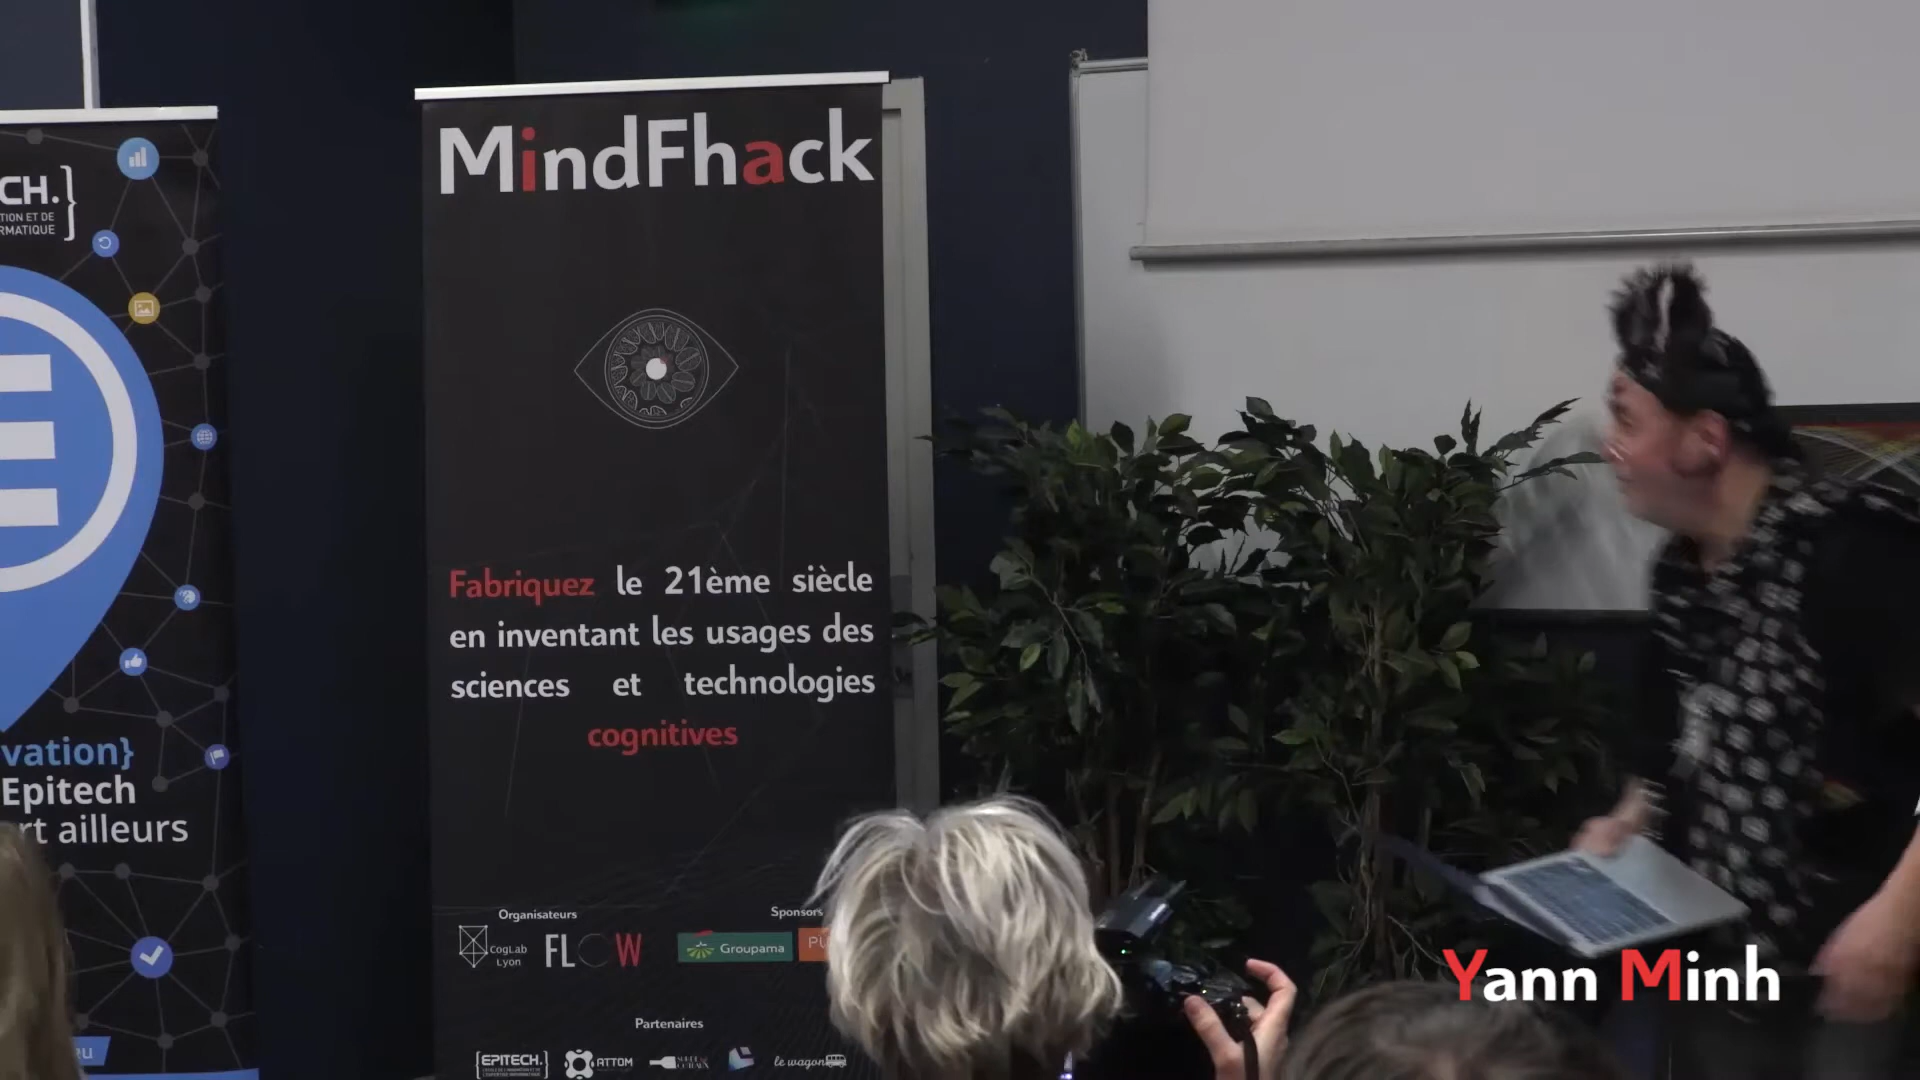 CH.}
TION ET DE
RMATIQUE
vation}
Epitech
rt ailleurs
MindFhack
Fabriquez le 21ème siècle
en inventant les usages des
sciences et technologies
cognitives
Organisateurs
Sponsors
CogLab
Lyon
FLOW
Groupama
PU
Partenaires
[EPITECH.]
ATTOM
le wagon
Yann Minh